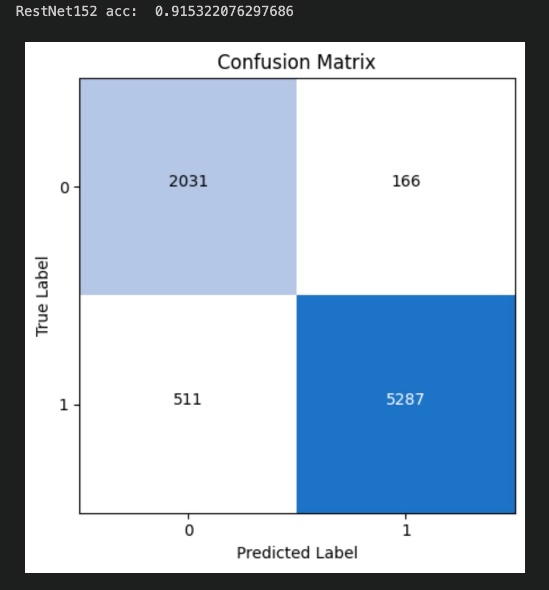 RestNet152 acc:  0.915322076297686
Confusion Matrix
2031 166
0
True Label
511 5287
1
0 1
Predicted Label